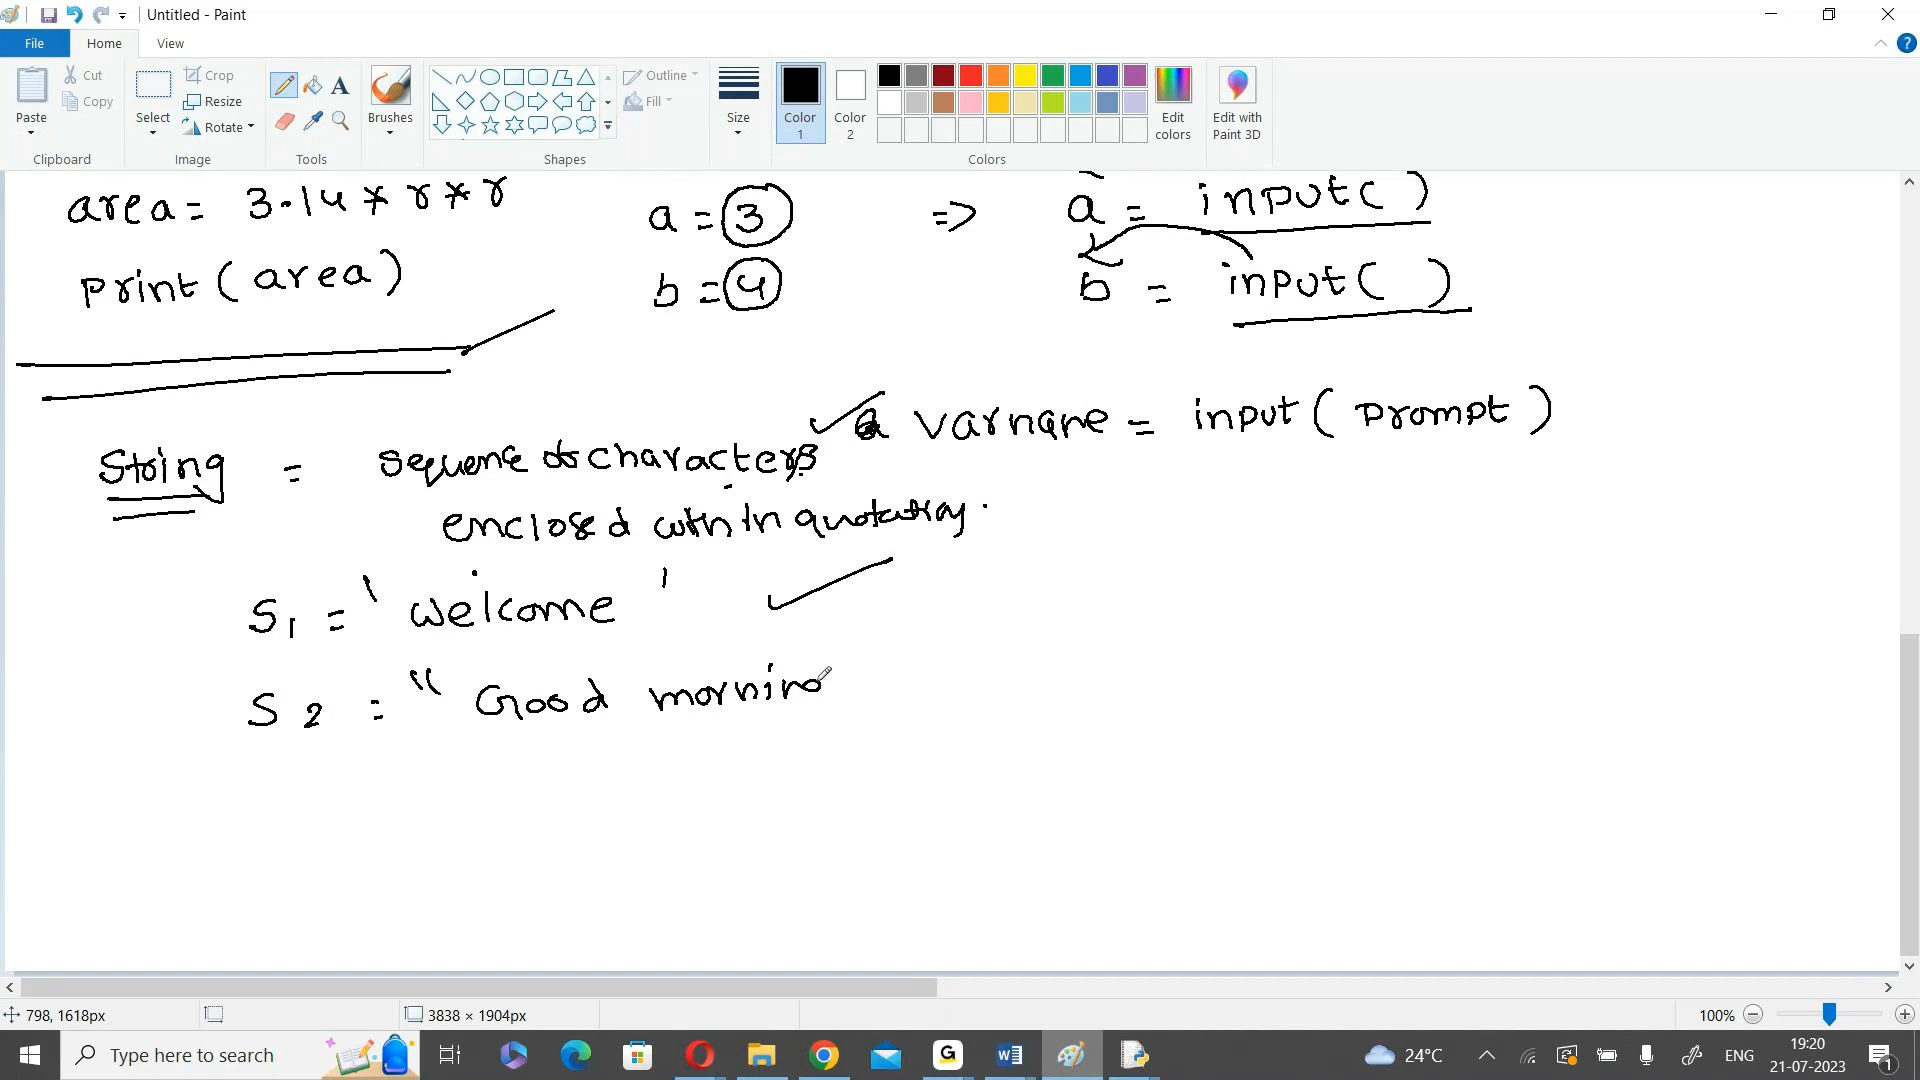 Untitled - Paint
File Home View
Paste Cut Copy Clipboard
Select Crop Resize Rotate Image
Tools
Brushes
Shapes
Outline Fill
Size
Color 1 Color 2
Edit colors
Colors
Edit with Paint 3D
area = 3.14 * r * r
print ( area )
a = 3
b = 4
=>
a = input ( )
b = input ( )
varname = input ( prompt )
String = sequence of characters
enclosed within quotation.
S1 = ' welcome '
S2 = " Good mornin
798, 1618px
3838 × 1904px
100%
Type here to search
24°C
ENG
19:20
21-07-2023
1